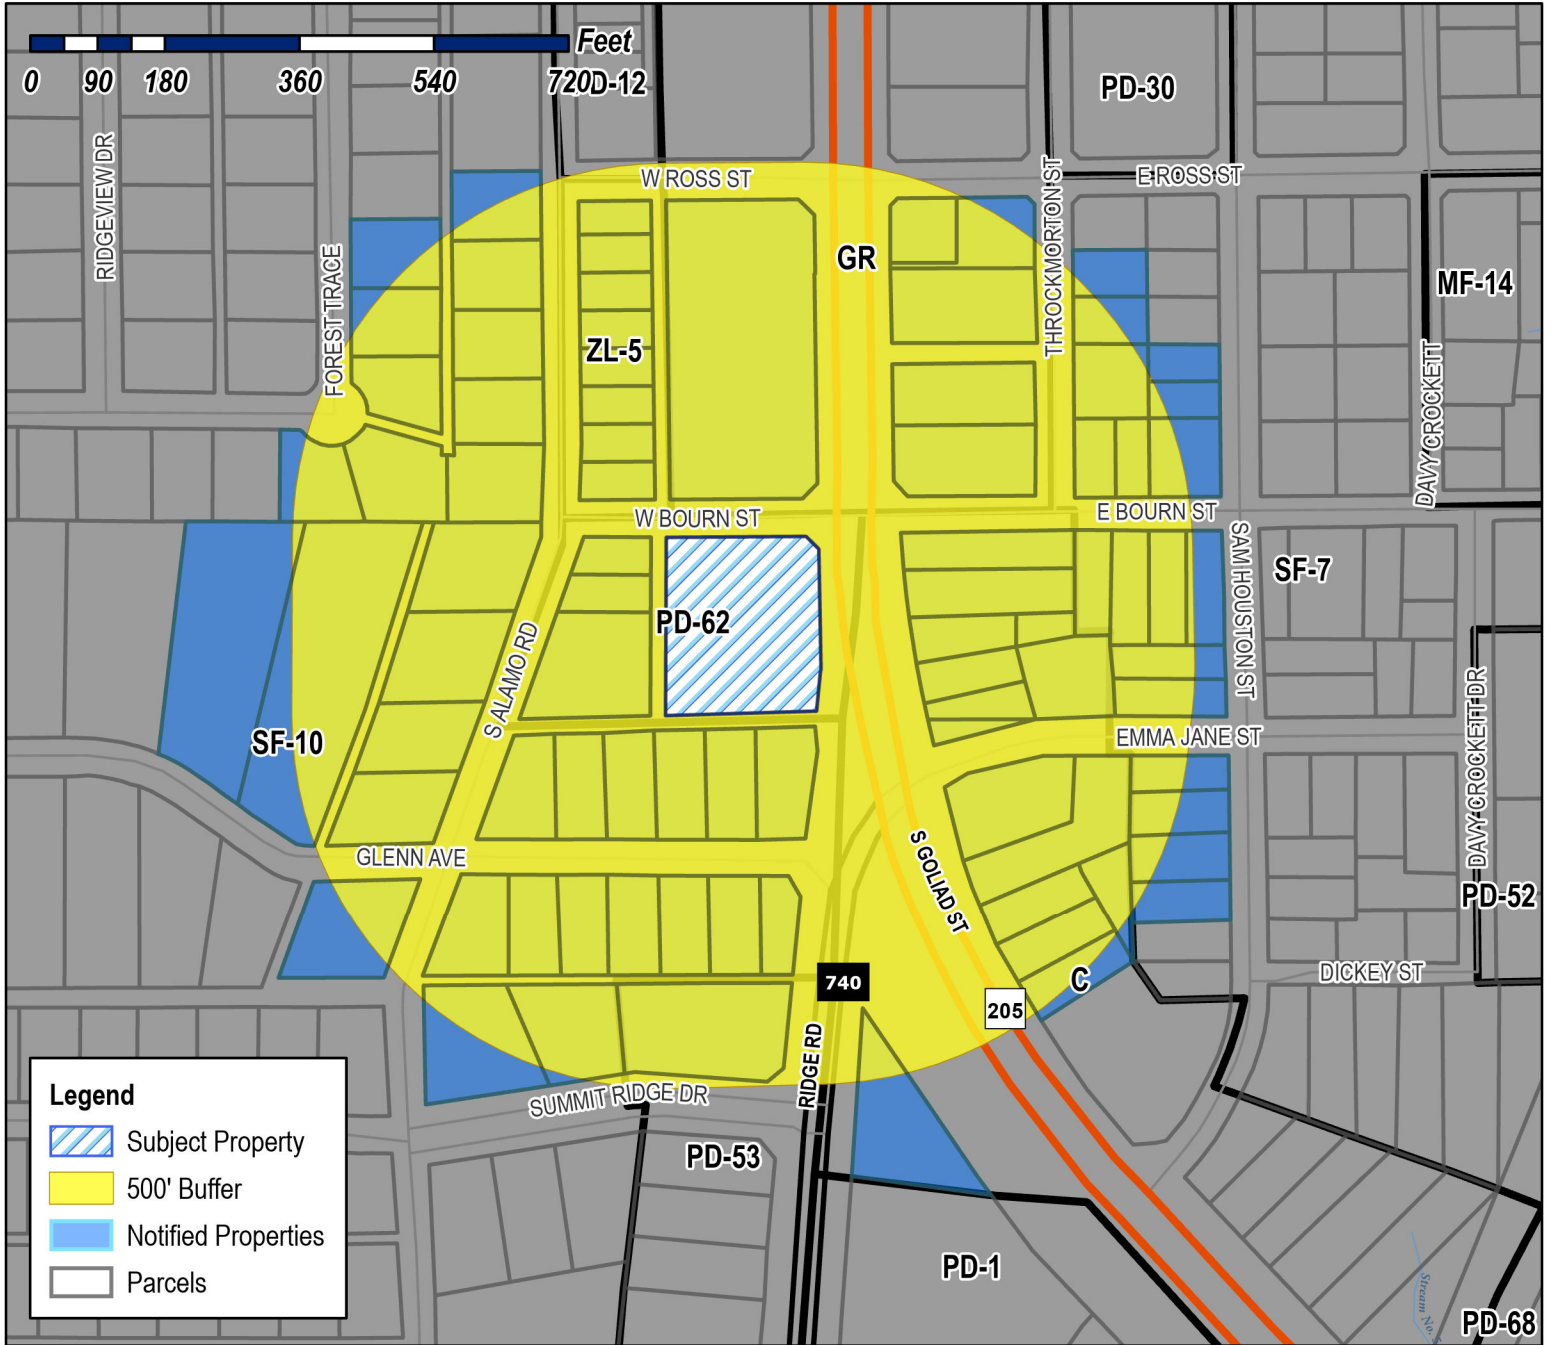 Feet
0 90 180 360 540 720
D-12
PD-30
RIDGEVIEW DR
FOREST TRACE
W ROSS ST
THROCKMORTON ST
E ROSS ST
GR
MF-14
ZL-5
DAVY CROCKETT
W BOURN ST
E BOURN ST
SAM HOUSTON ST
SF-7
PD-62
S ALAMO RD
SF-10
EMMA JANE ST
DAVY CROCKETT DR
GLENN AVE
S GOLIAD ST
PD-52
DICKEY ST
C
740
205
RIDGE RD
SUMMIT RIDGE DR
PD-53
PD-1
Stream No.
PD-68
Legend
Subject Property
500' Buffer
Notified Properties
Parcels